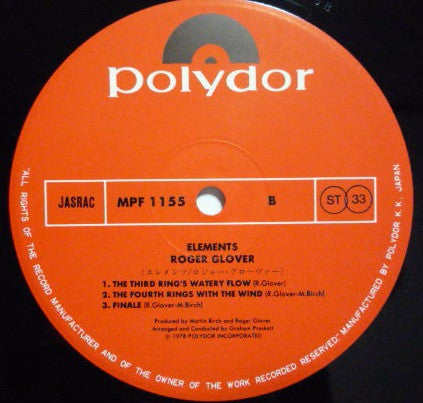 polydor
JASRAC MPF 1155 B ST 33
ELEMENTS
ROGER GLOVER
(エレメンツ/ロジャー・グローヴァー)
1. THE THIRD RING'S WATERY FLOW (R.Glover)
2. THE FOURTH RINGS WITH THE WIND (R.Glover-M.Birch)
3. FINALE (R.Glover-M.Birch)
Produced by Martin Birch and Roger Glover
Arranged and Conducted by Graham Preskett
Ⓟ 1978 POLYDOR INCORPORATED
"ALL RIGHTS OF THE RECORD MANUFACTURER AND OF THE OWNER OF THE WORK RECORDED RESERVED" MANUFACTURED BY POLYDOR K.K., JAPAN